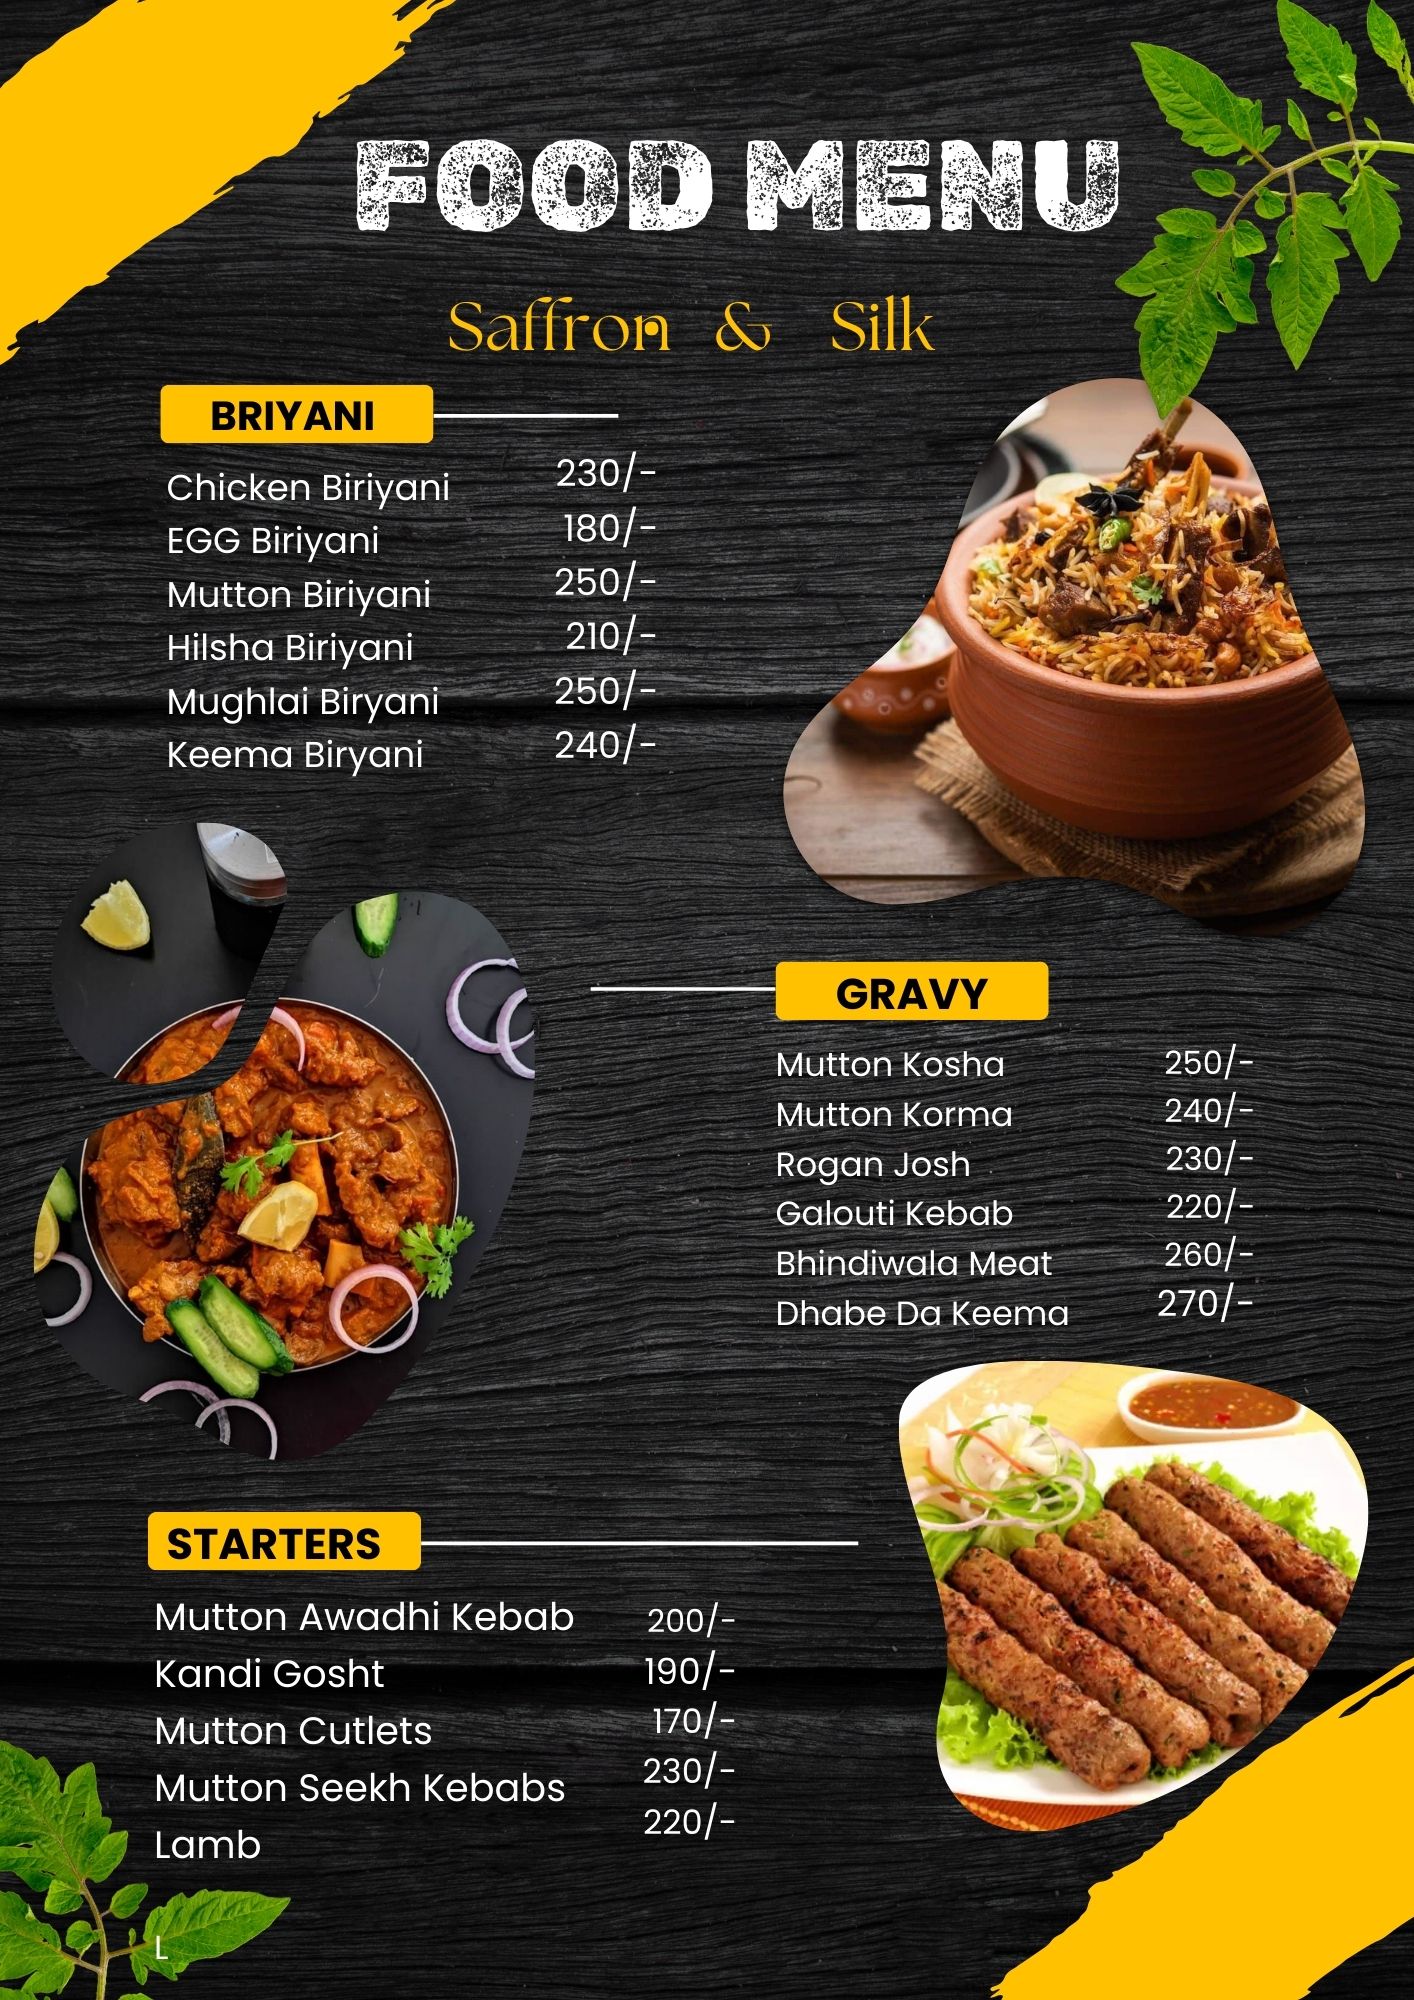 FOOD MENU
Saffron & Silk
BRIYANI
Chicken Biriyani 230/-
EGG Biriyani 180/-
Mutton Biriyani 250/-
Hilsha Biriyani 210/-
Mughlai Biryani 250/-
Keema Biryani 240/-
GRAVY
Mutton Kosha 250/-
Mutton Korma 240/-
Rogan Josh 230/-
Galouti Kebab 220/-
Bhindiwala Meat 260/-
Dhabe Da Keema 270/-
STARTERS
Mutton Awadhi Kebab 200/-
Kandi Gosht 190/-
Mutton Cutlets 170/-
Mutton Seekh Kebabs 230/-
Lamb 220/-
L